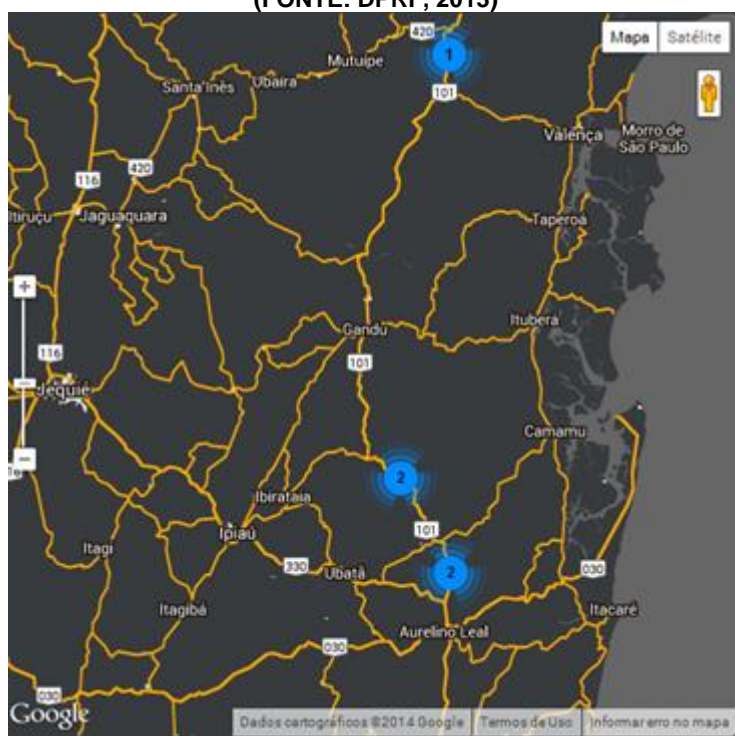 (FONTE: DPRF, 2013)
420
1
Mapa
Satélite
Mutuípe
Santa Inês
Ubaíra
101
Valença
Morro de
São Paulo
116
420
Itiruçu
Jaguaquara
Taperoá
Ituberá
Gandu
116
101
Jequié
Camamu
2
Ibirataia
Ipiaú
101
Itagi
330
Ubatã
2
030
Itagibá
Itacaré
Aurelino Leal
030
030
Google
Dados cartográficos ©2014 Google
Termos de Uso
Informar erro no mapa